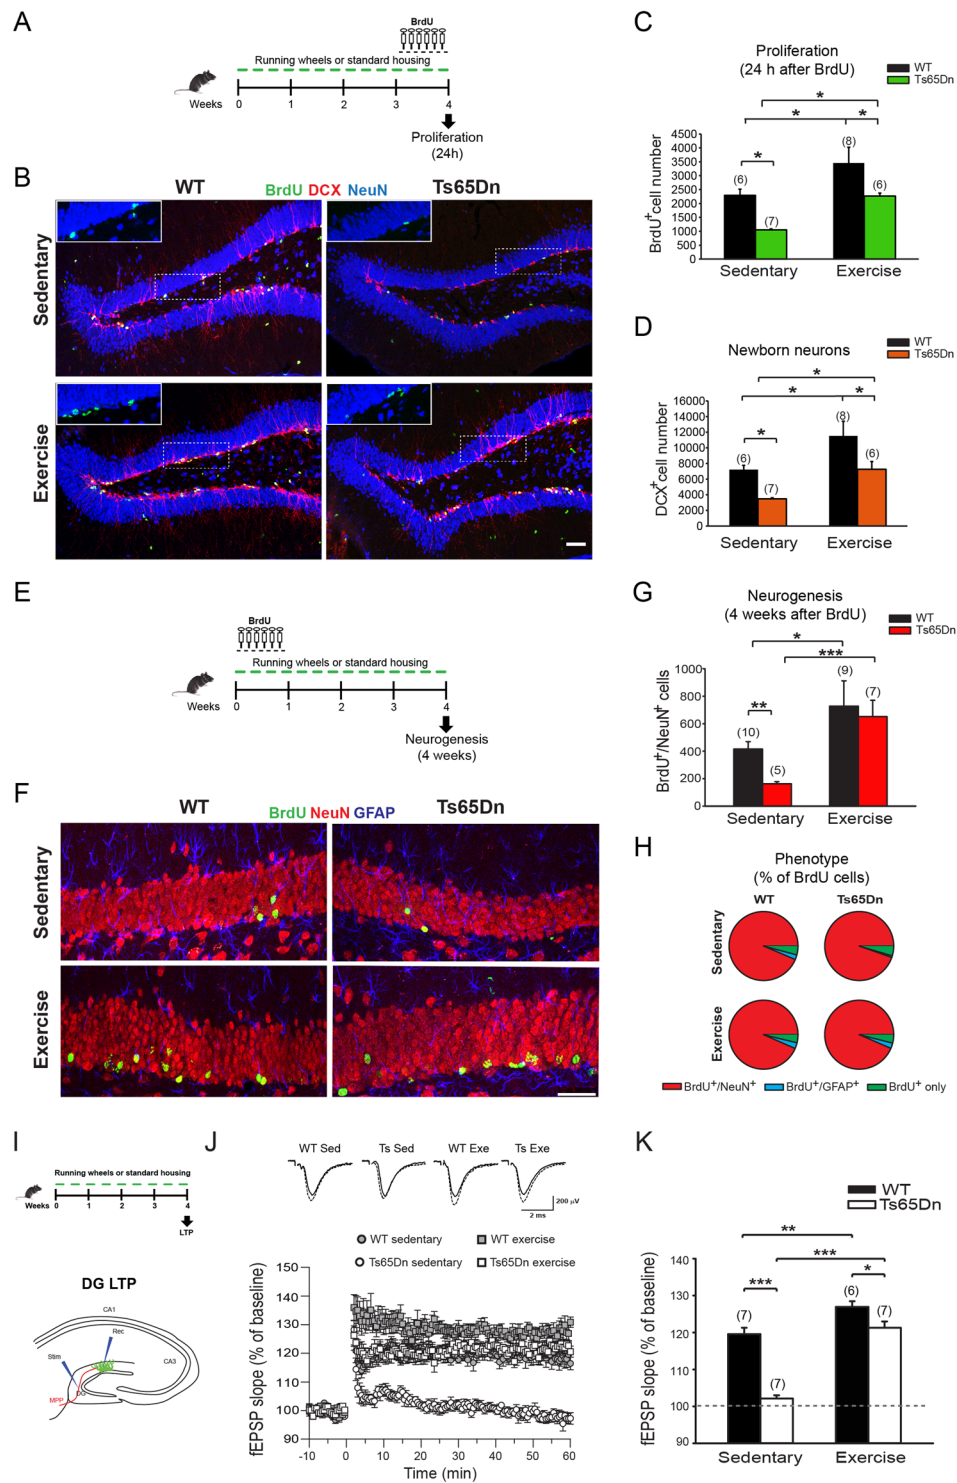 A
BrdU
Running wheels or standard housing
Weeks
0 1 2 3 4
Proliferation
(24h)
B
WT
BrdU DCX NeuN
Ts65Dn
Sedentary
Exercise
C
Proliferation
(24 h after BrdU)
WT
Ts65Dn
*
* *
(8)
(6) * (6)
(7)
BrdU+cell number
4500
4000
3500
3000
2500
2000
1500
1000
500
0
Sedentary Exercise
D
Newborn neurons
WT
Ts65Dn
*
* *
(8)
(6) * (6)
(7)
DCX+cell number
16000
14000
12000
10000
8000
6000
4000
2000
0
Sedentary Exercise
E
BrdU
Running wheels or standard housing
Weeks
0 1 2 3 4
Neurogenesis
(4 weeks)
F
WT
BrdU NeuN GFAP
Ts65Dn
Sedentary
Exercise
G
Neurogenesis
(4 weeks after BrdU)
WT
Ts65Dn
*
***
(9)
(7)
**
(10)
(5)
BrdU+/NeuN+ cells
1000
800
600
400
200
0
Sedentary Exercise
H
Phenotype
(% of BrdU cells)
WT Ts65Dn
Sedentary
Exercise
BrdU+/NeuN+ BrdU+/GFAP+ BrdU+ only
I
Running wheels or standard housing
Weeks
0 1 2 3 4
LTP
DG LTP
CA1
Rec
Stim
CA3
DG
MPP
J
WT Sed Ts Sed WT Exe Ts Exe
200 µV
2 ms
WT sedentary WT exercise
Ts65Dn sedentary Ts65Dn exercise
fEPSP slope (% of baseline)
150
140
130
120
110
100
90
-10 0 10 20 30 40 50 60
Time (min)
K
WT
Ts65Dn
**
***
*** *
(7) (6) (7)
(7)
fEPSP slope (% of baseline)
140
130
120
110
100
90
Sedentary Exercise